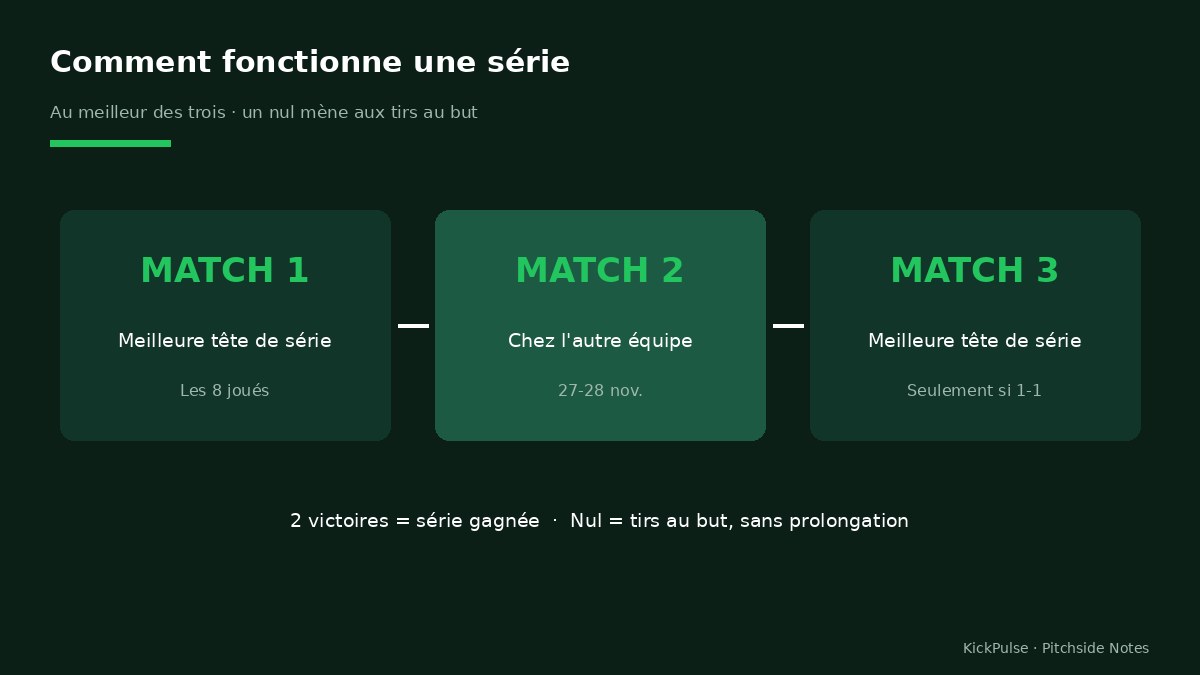 Comment fonctionne une série
Au meilleur des trois · un nul mène aux tirs au but
MATCH 1
Meilleure tête de série
Les 8 joués
MATCH 2
Chez l'autre équipe
27-28 nov.
MATCH 3
Meilleure tête de série
Seulement si 1-1
2 victoires = série gagnée · Nul = tirs au but, sans prolongation
KickPulse · Pitchside Notes